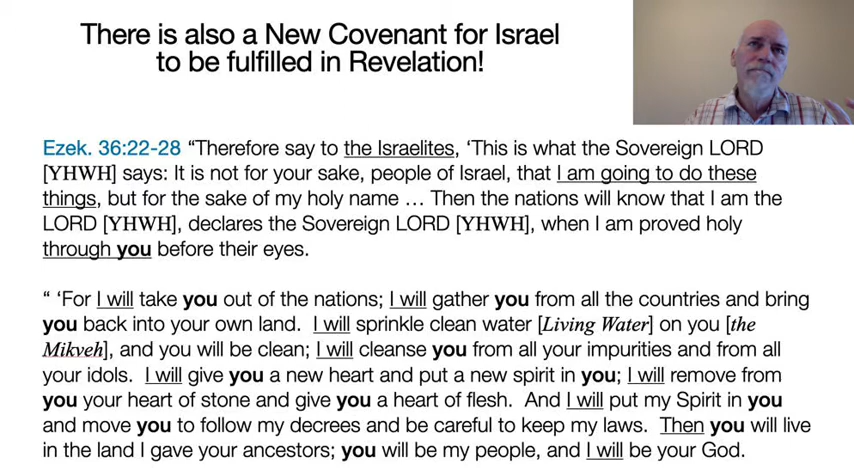 There is also a New Covenant for Israel
to be fulfilled in Revelation!
Ezek. 36:22-28 “Therefore say to the Israelites, ‘This is what the Sovereign LORD
[YHWH] says: It is not for your sake, people of Israel, that I am going to do these
things, but for the sake of my holy name … Then the nations will know that I am the
LORD [YHWH], declares the Sovereign LORD [YHWH], when I am proved holy
through you before their eyes.
“ ‘For I will take you out of the nations; I will gather you from all the countries and bring
you back into your own land. I will sprinkle clean water [Living Water] on you [the
Mikveh], and you will be clean; I will cleanse you from all your impurities and from all
your idols. I will give you a new heart and put a new spirit in you; I will remove from
you your heart of stone and give you a heart of flesh. And I will put my Spirit in you
and move you to follow my decrees and be careful to keep my laws. Then you will live
in the land I gave your ancestors; you will be my people, and I will be your God.